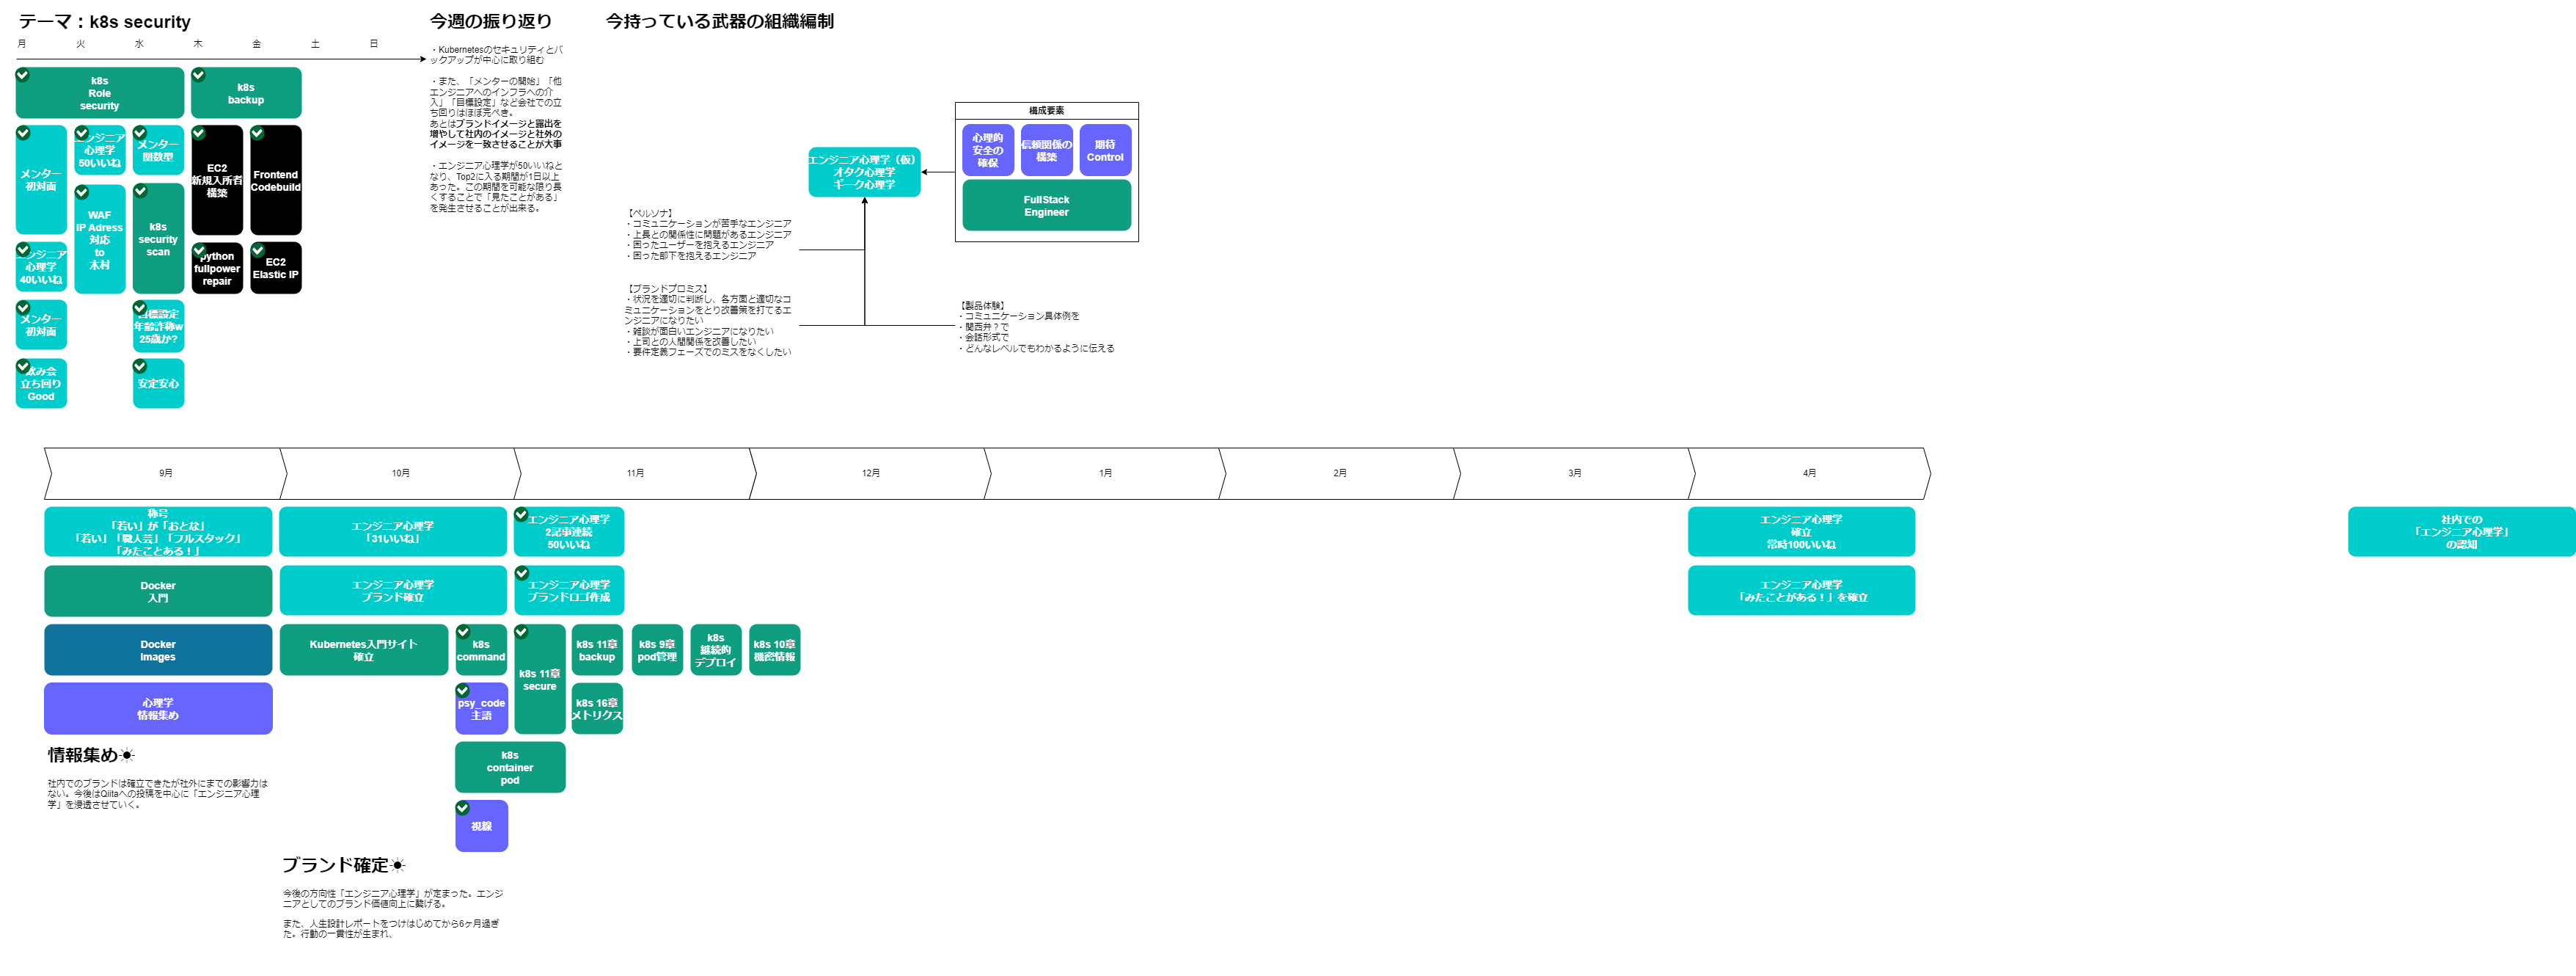 テーマ：k8s security
月 火 水 木 金 土 日
k8s
Role
security
k8s
backup
メンター
初対面
エンジニア
心理学
50いいね
メンター
関数型
EC2
新規入所者
構築
Frontend
Codebuild
WAF
IP Adress
対応
to
木村
k8s
security
scan
エンジニア
心理学
40いいね
python
fullpower
repair
EC2
Elastic IP
メンター
初対面
目標設定
年齢詐称w
25歳か?
飲み会
立ち回り
Good
安定安心
今週の振り返り
・Kubernetesのセキュリティとバ
ックアップが中心に取り組む
・また、「メンターの開始」「他
エンジニアへのインフラへの介
入」「目標設定」など会社での立
ち回りはほぼ完ぺき。
あとはブランドイメージと露出を
増やして社内のイメージと社外の
イメージを一致させることが大事
・エンジニア心理学が50いいねと
なり、Top2に入る期間が1日以上
あった。この期間を可能な限り長
くすることで「見たことがある」
を発生させることが出来る。
今持っている武器の組織編制
構成要素
心理的
安全の
確保
信頼関係の
構築
期待
Control
FullStack
Engineer
エンジニア心理学（仮）
オタク心理学
ギーク心理学
【ペルソナ】
・コミュニケーションが苦手なエンジニア
・上長との関係性に問題があるエンジニア
・困ったユーザーを抱えるエンジニア
・困った部下を抱えるエンジニア
【ブランドプロミス】
・状況を適切に判断し、各方面と適切なコ
ミュニケーションをとり改善策を打てるエ
ンジニアになりたい
・雑談が面白いエンジニアになりたい
・上司との人間関係を改善したい
・要件定義フェーズでのミスをなくしたい
【製品体験】
・コミュニケーション具体例を
・関西弁？で
・会話形式で
・どんなレベルでもわかるように伝える
9月 10月 11月 12月 1月 2月 3月 4月
称号
「若い」が「おとな」
「若い」「職人芸」「フルスタック」
「みたことある！」
エンジニア心理学
「31いいね」
エンジニア心理学
2記事連続
50いいね
エンジニア心理学
確立
常時100いいね
社内での
「エンジニア心理学」
の認知
Docker
入門
エンジニア心理学
ブランド確立
エンジニア心理学
ブランドロゴ作成
エンジニア心理学
「みたことがある！」を確立
Docker
Images
Kubernetes入門サイト
確立
k8s
command
k8s 11章
secure
k8s 11章
backup
k8s 9章
pod管理
k8s
継続的
デプロイ
k8s 10章
機密情報
心理学
情報集め
psy_code
主語
k8s 16章
メトリクス
k8s
container
pod
視線
情報集め☀
社内でのブランドは確立できたが社外にまでの影響力は
ない。今後はQiitaへの投稿を中心に「エンジニア心理
学」を浸透させていく。
ブランド確定☀
今後の方向性「エンジニア心理学」が定まった。エンジ
ニアとしてのブランド価値向上に繋げる。
また、人生設計レポートをつけはじめてから6ヶ月過ぎ
た。行動の一貫性が生まれ、